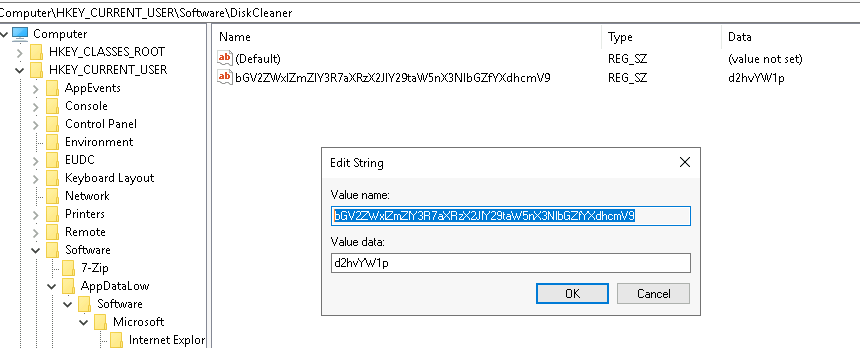 Computer\HKEY_CURRENT_USER\Software\DiskCleaner
Computer
HKEY_CLASSES_ROOT
HKEY_CURRENT_USER
AppEvents
Console
Control Panel
Environment
EUDC
Keyboard Layout
Network
Printers
Remote
Software
7-Zip
AppDataLow
Software
Microsoft
Internet Explor
Name Type Data
(Default) REG_SZ (value not set)
bGV2ZWxlZmZlY3R7aXRzX2JlY29taW5nX3NlbGZfYXdhcmV9 REG_SZ d2hvYW1p
Edit String
Value name:
bGV2ZWxlZmZlY3R7aXRzX2JlY29taW5nX3NlbGZfYXdhcmV9
Value data:
d2hvYW1p
OK Cancel